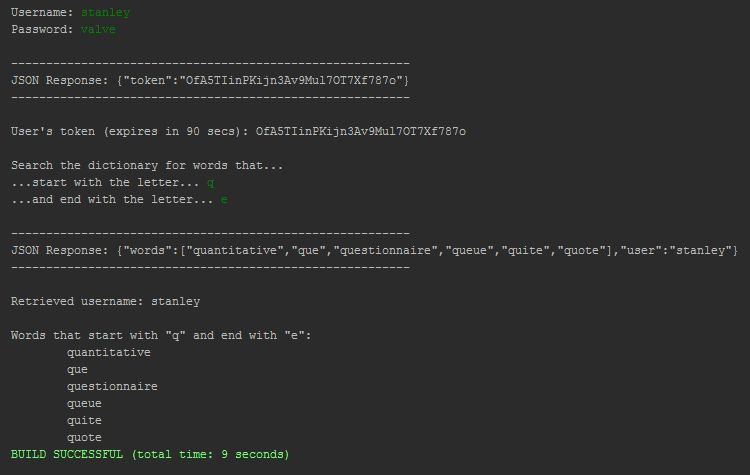 Username: stanley
Password: valve
---------------------------------------------------------
JSON Response: {"token":"OfA5TIinPKijn3Av9Mul7OT7Xf787o"}
---------------------------------------------------------
User's token (expires in 90 secs): OfA5TIinPKijn3Av9Mul7OT7Xf787o
Search the dictionary for words that...
...start with the letter... q
...and end with the letter... e
---------------------------------------------------------
JSON Response: {"words":["quantitative","que","questionnaire","queue","quite","quote"],"user":"stanley"}
---------------------------------------------------------
Retrieved username: stanley
Words that start with "q" and end with "e":
quantitative
que
questionnaire
queue
quite
quote
BUILD SUCCESSFUL (total time: 9 seconds)